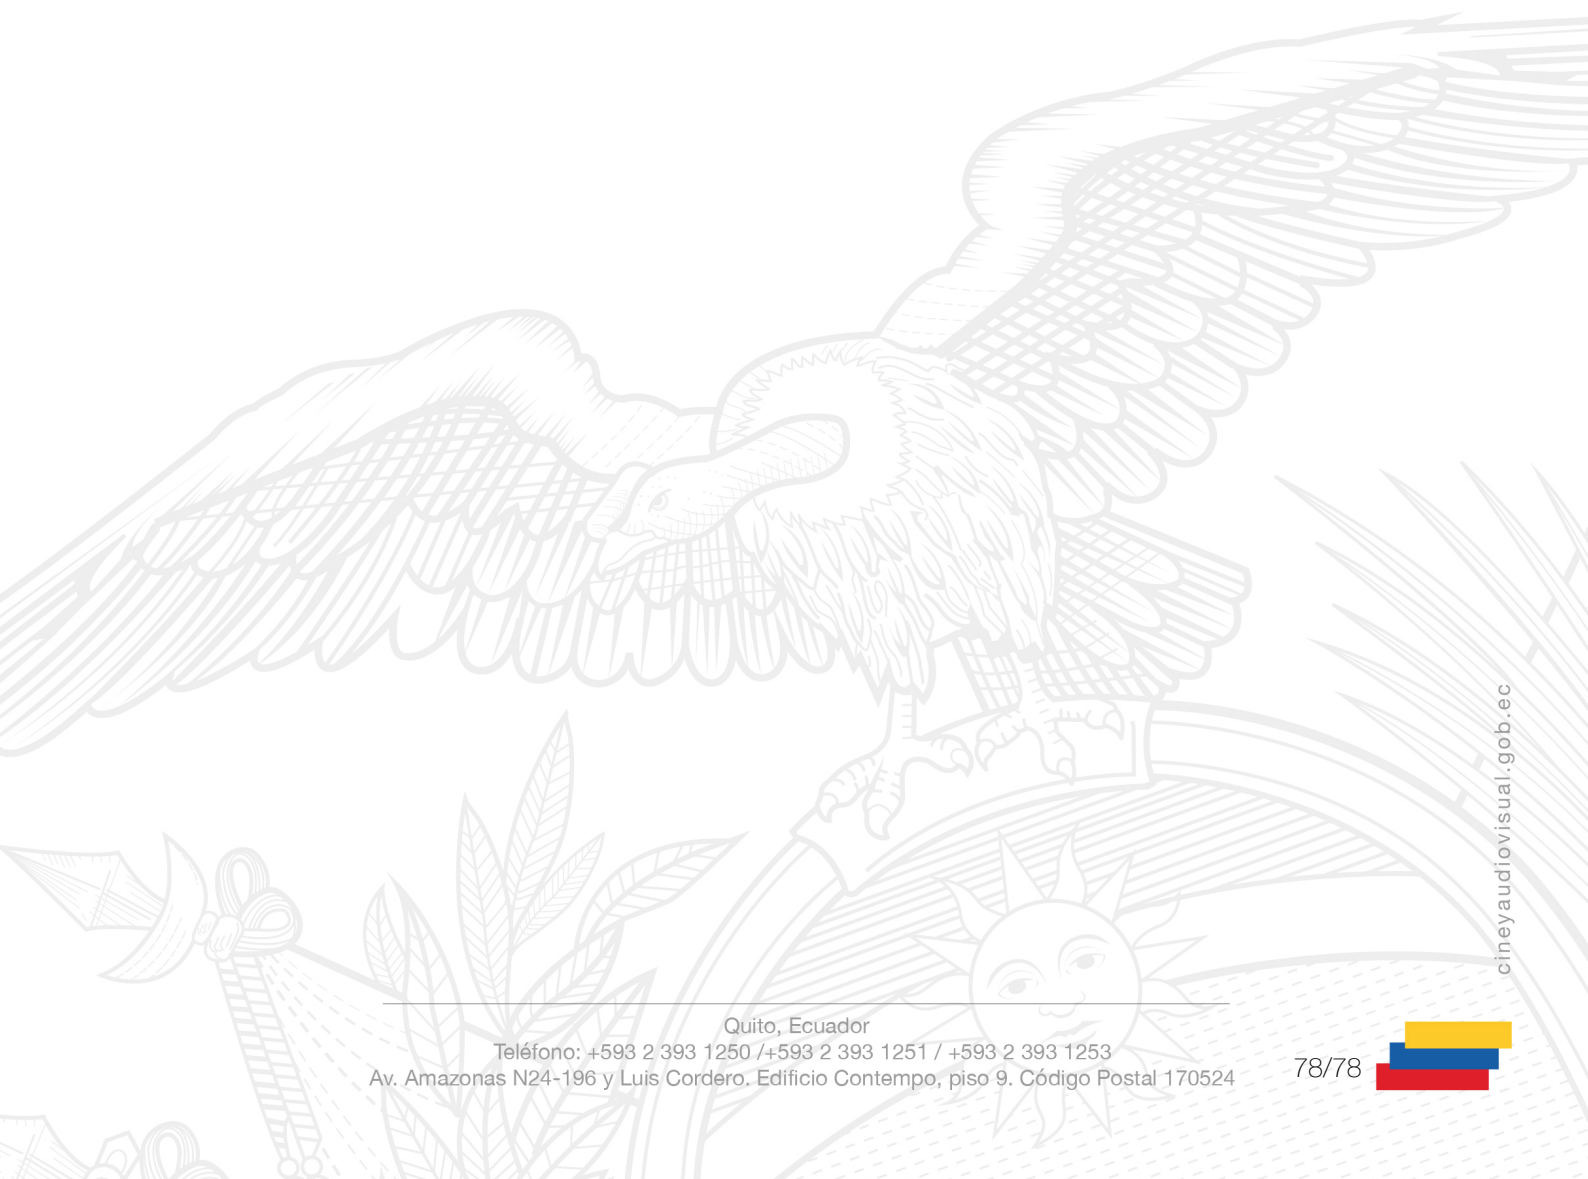 cineyaudiovisual.gob.ec
Quito, Ecuador
Teléfono: +593 2 393 1250 /+593 2 393 1251 / +593 2 393 1253
Av. Amazonas N24-196 y Luis Cordero. Edificio Contempo, piso 9. Código Postal 170524
78/78